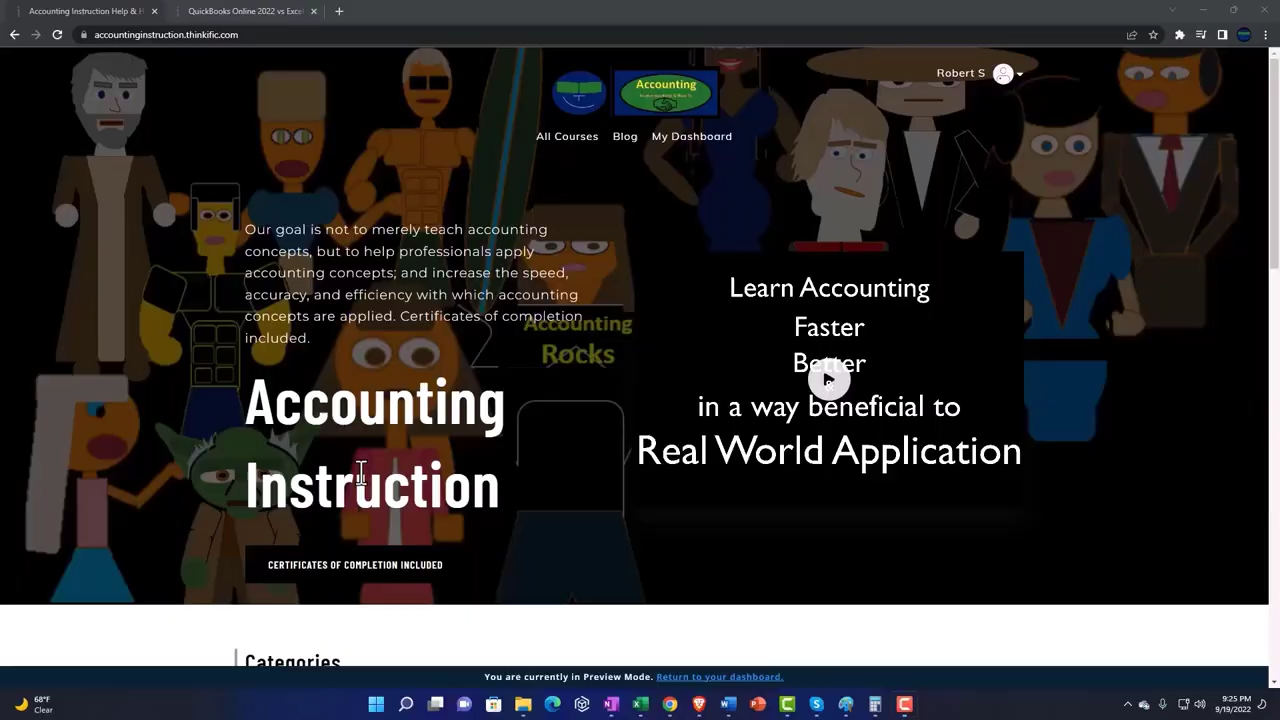 Accounting Instruction Help & H
QuickBooks Online 2022 vs Exce
accountinginstruction.thinkific.com
Robert S
Accounting
All Courses
Blog
My Dashboard
Our goal is not to merely teach accounting
concepts, but to help professionals apply
accounting concepts; and increase the speed,
accuracy, and efficiency with which accounting
concepts are applied. Certificates of completion
included.
Accounting
Rocks
Accounting
Instruction
CERTIFICATES OF COMPLETION INCLUDED
Learn Accounting
Faster
Better
&
in a way beneficial to
Real World Application
Categories
You are currently in Preview Mode. Return to your dashboard.
68°F
Clear
9:25 PM
9/19/2022